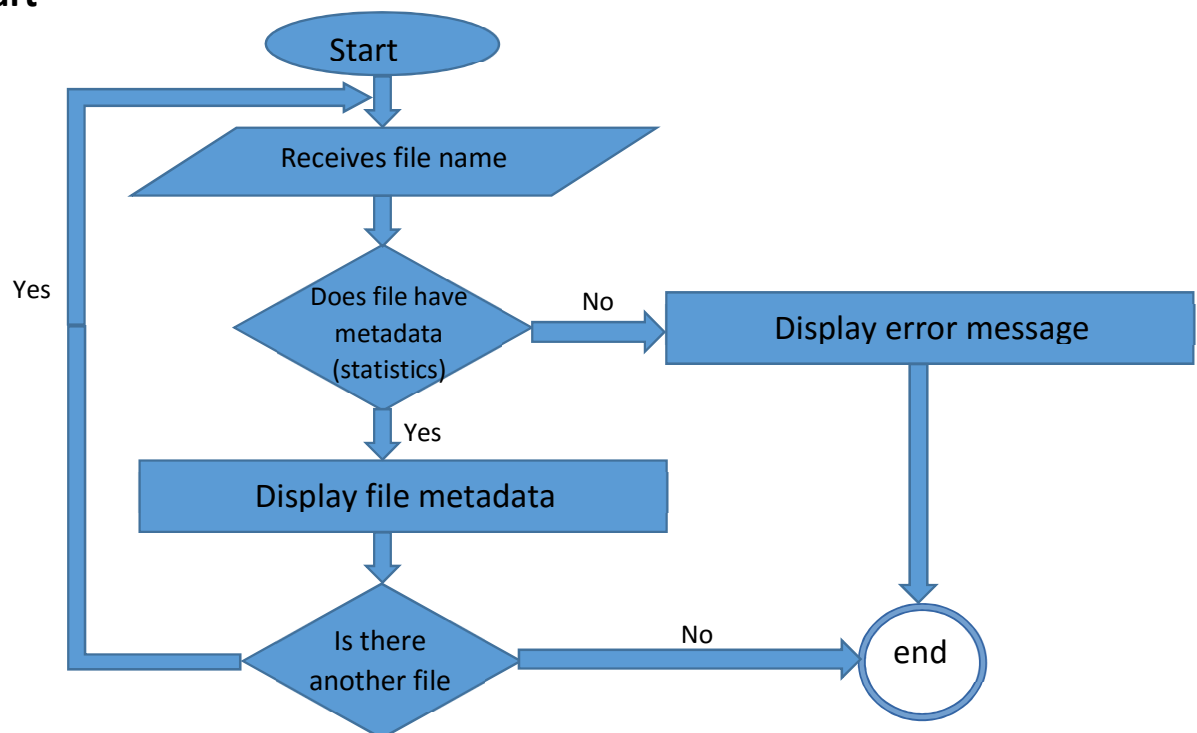 Start
Receives file name
Yes
Does file have
metadata
(statistics)
No
Display error message
Yes
Display file metadata
Is there
another file
No
end